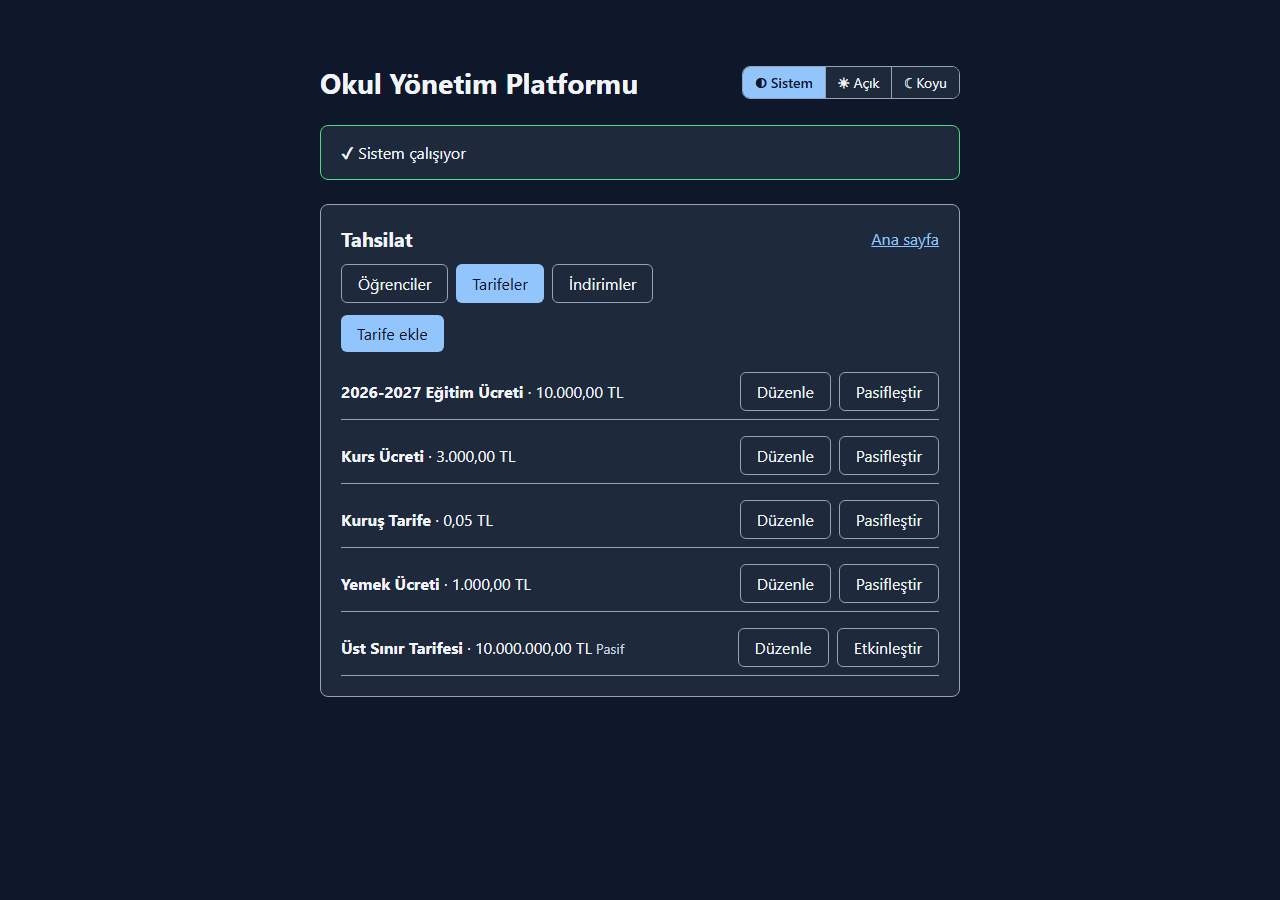 Okul Yönetim Platformu
◐ Sistem ☀ Açık ☾ Koyu
✓ Sistem çalışıyor
Tahsilat Ana sayfa
Öğrenciler Tarifeler İndirimler
Tarife ekle
2026-2027 Eğitim Ücreti · 10.000,00 TL Düzenle Pasifleştir
Kurs Ücreti · 3.000,00 TL Düzenle Pasifleştir
Kuruş Tarife · 0,05 TL Düzenle Pasifleştir
Yemek Ücreti · 1.000,00 TL Düzenle Pasifleştir
Üst Sınır Tarifesi · 10.000.000,00 TL Pasif Düzenle Etkinleştir